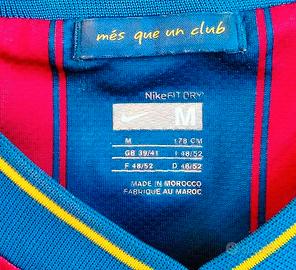 més que un club
NikeFIT DRY
M
M 178 CM
GB 39/41 I 48/52
F 48/52 D 48/52
MADE IN MOROCCO
FABRIQUE AU MAROC